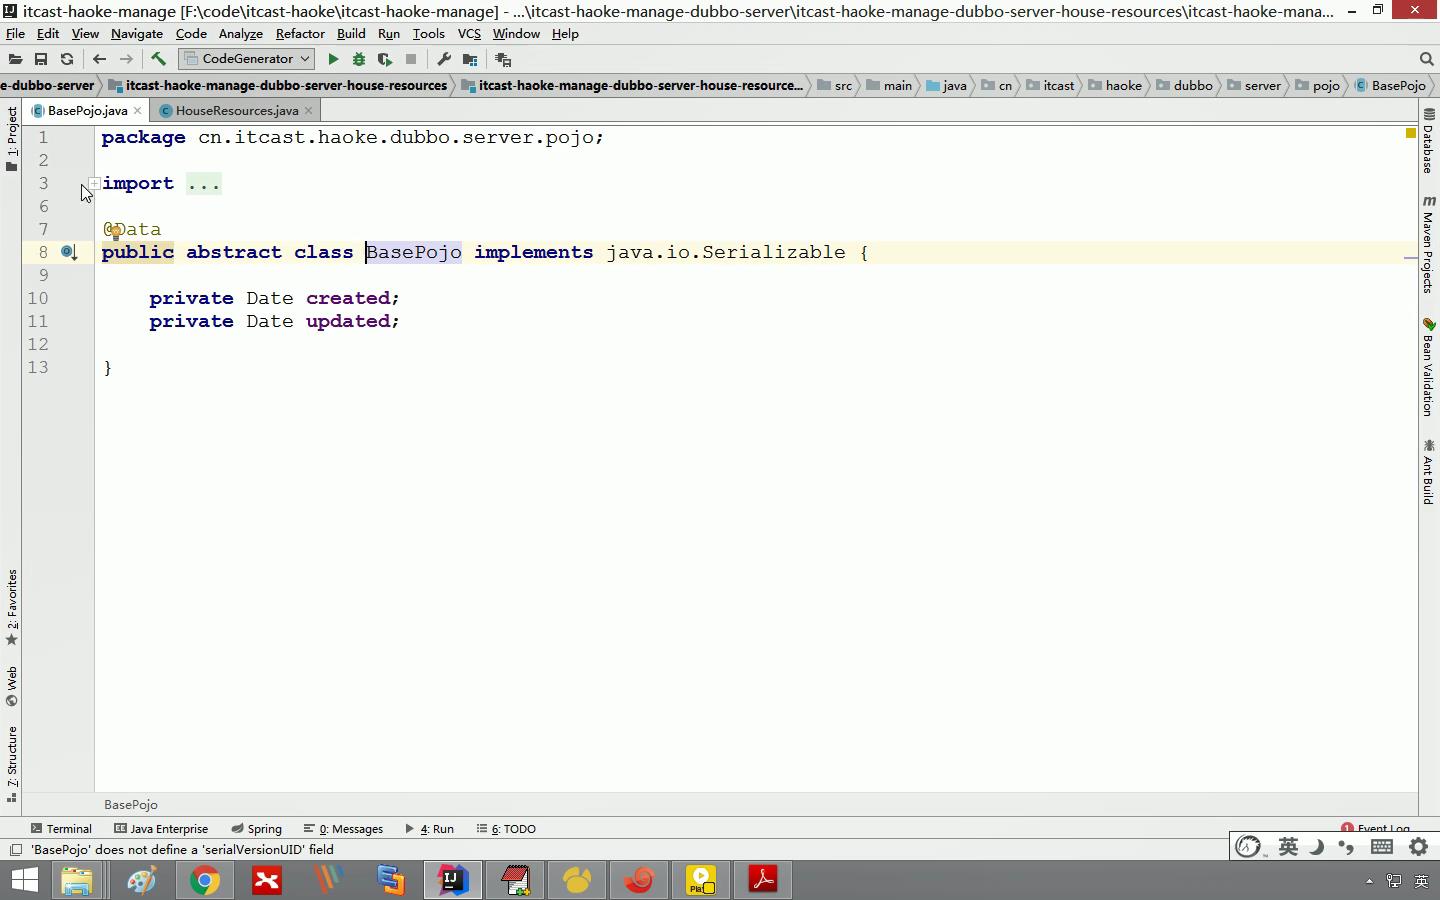 itcast-haoke-manage [F:\code\itcast-haoke\itcast-haoke-manage] - ...\itcast-haoke-manage-dubbo-server\itcast-haoke-manage-dubbo-server-house-resources\itcast-haoke-mana...
File Edit View Navigate Code Analyze Refactor Build Run Tools VCS Window Help
CodeGenerator
e-dubbo-server itcast-haoke-manage-dubbo-server-house-resources itcast-haoke-manage-dubbo-server-house-resource... src main java cn itcast haoke dubbo server pojo BasePojo
BasePojo.java HouseResources.java
1 package cn.itcast.haoke.dubbo.server.pojo;
2
3 import ...
6
7 @Data
8 public abstract class BasePojo implements java.io.Serializable {
9
10 private Date created;
11 private Date updated;
12
13 }
1: Project
2: Favorites
Web
7: Structure
Database
m Maven Projects
Bean Validation
Ant Build
BasePojo
Terminal Java Enterprise Spring 0: Messages 4: Run 6: TODO 1 Event Log
'BasePojo' does not define a 'serialVersionUID' field
英
英